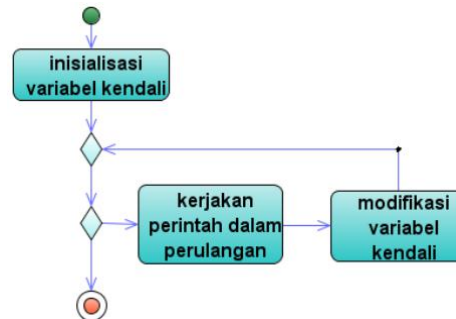 inisialisasi
variabel kendali
kerjakan
perintah dalam
perulangan
modifikasi
variabel
kendali